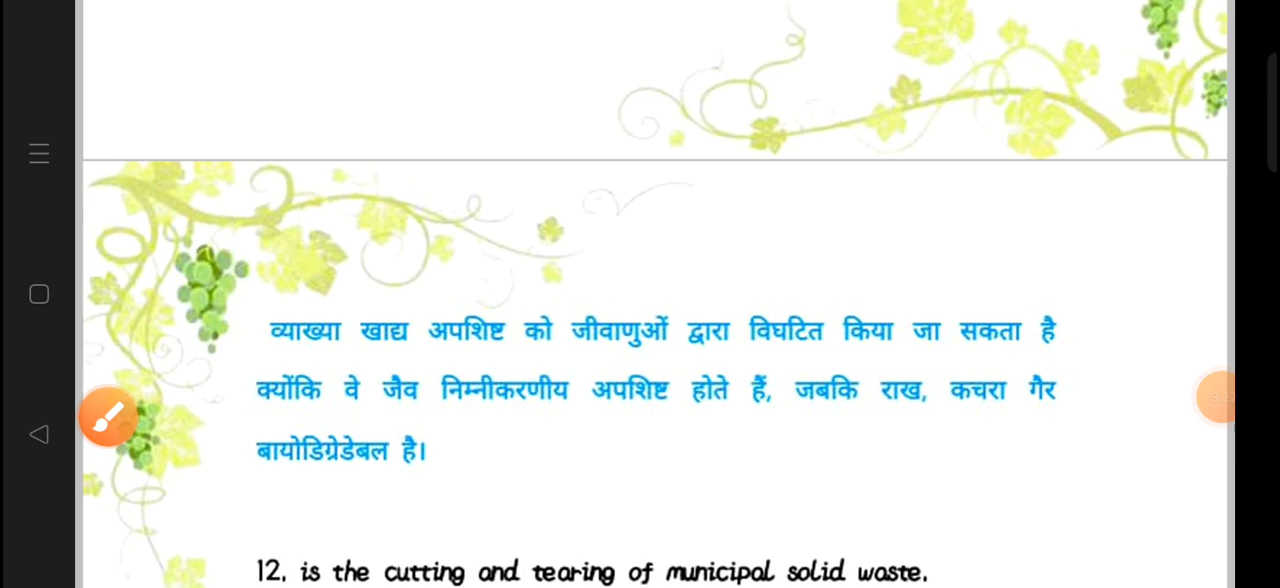 व्याख्या खाद्य अपशिष्ट को जीवाणुओं द्वारा विघटित किया जा सकता है
क्योंकि वे जैव निम्नीकरणीय अपशिष्ट होते हैं, जबकि राख, कचरा गैर
बायोडिग्रेडेबल है।
12. is the cutting and tearing of municipal solid waste.